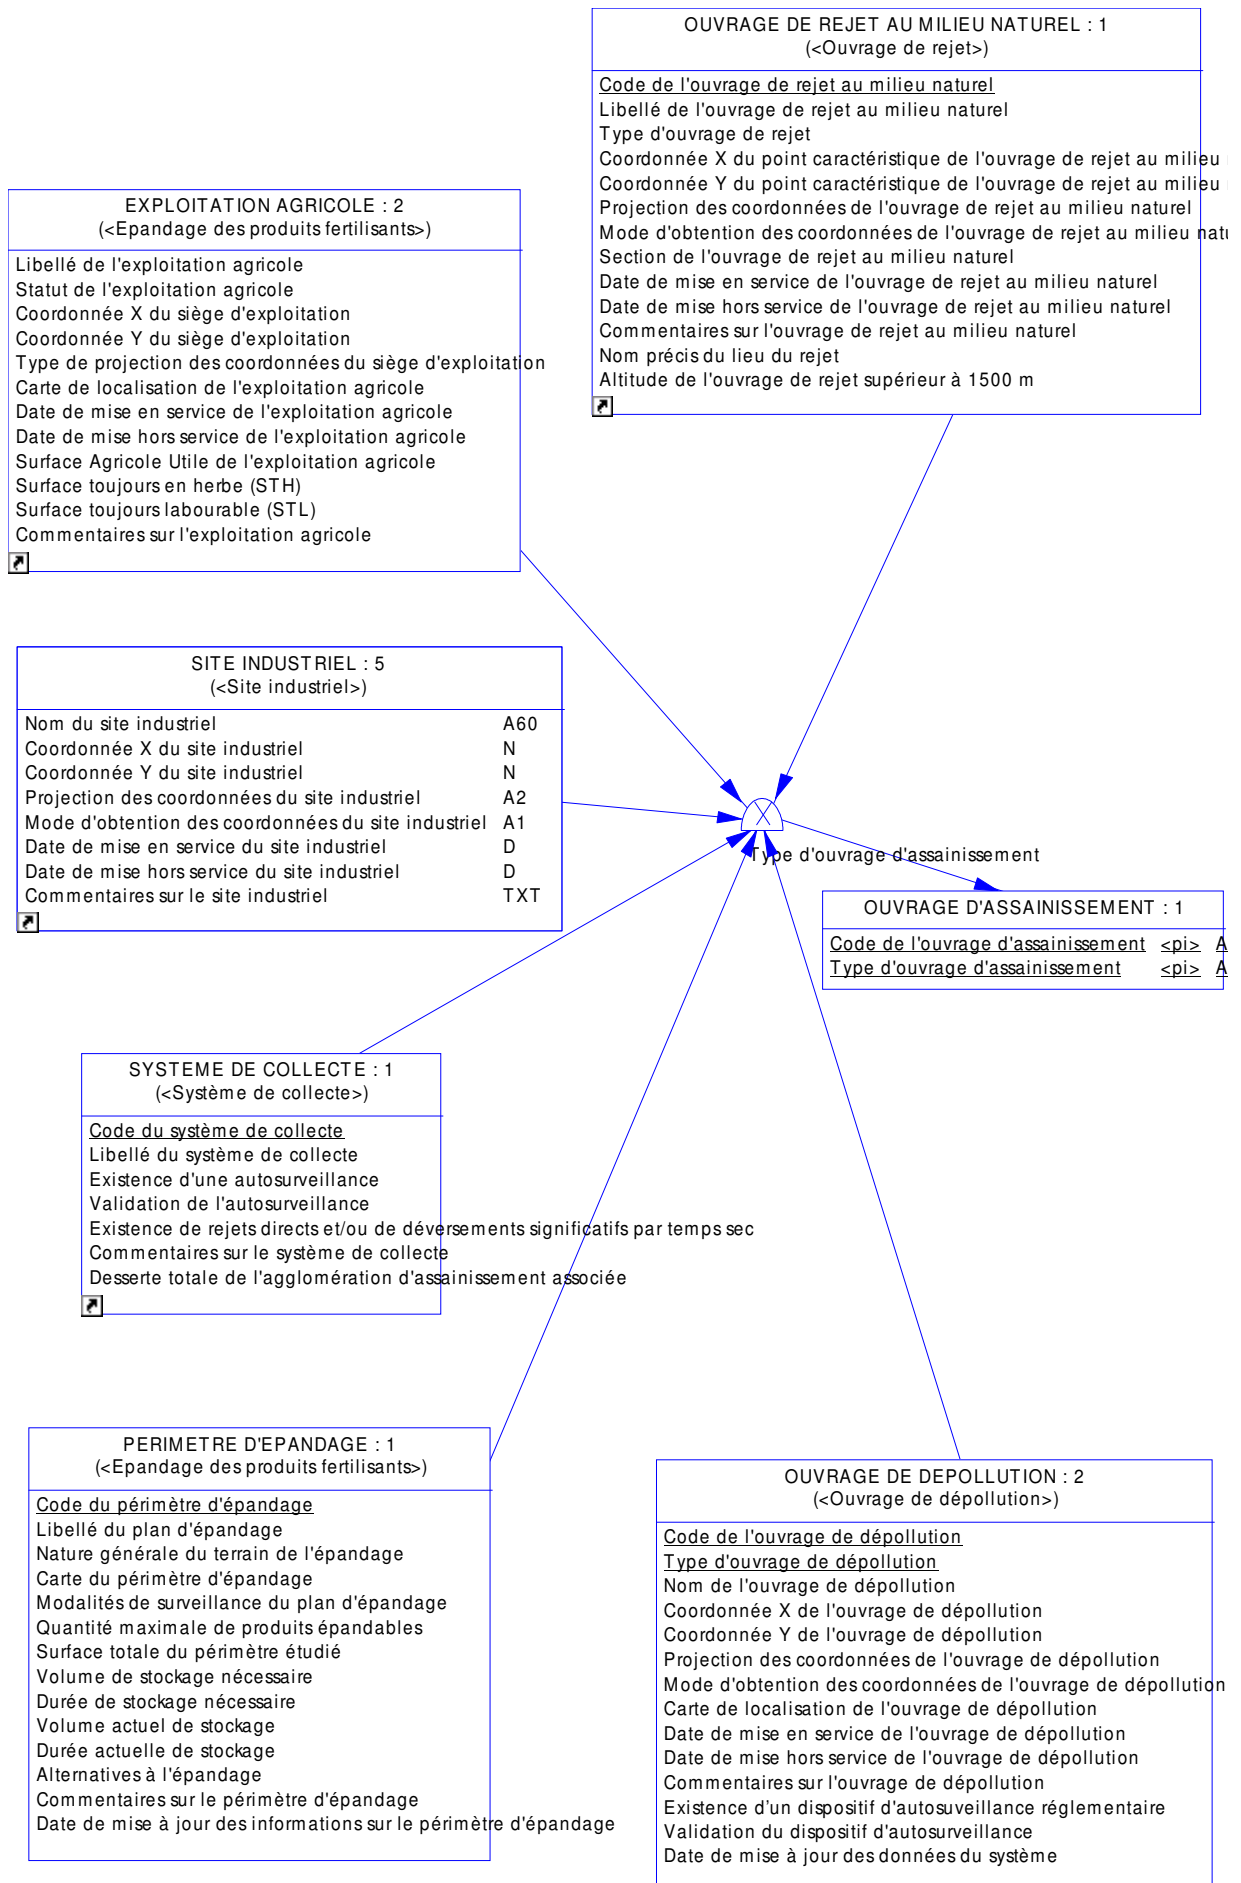 OUVRAGE DE REJET AU MILIEU NATUREL : 1
(<Ouvrage de rejet>)
Code de l'ouvrage de rejet au milieu naturel
Libellé de l'ouvrage de rejet au milieu naturel
Type d'ouvrage de rejet
Coordonnée X du point caractéristique de l'ouvrage de rejet au milieu
Coordonnée Y du point caractéristique de l'ouvrage de rejet au milieu
Projection des coordonnées de l'ouvrage de rejet au milieu naturel
Mode d'obtention des coordonnées de l'ouvrage de rejet au milieu natu
Section de l'ouvrage de rejet au milieu naturel
Date de mise en service de l'ouvrage de rejet au milieu naturel
Date de mise hors service de l'ouvrage de rejet au milieu naturel
Commentaires sur l'ouvrage de rejet au milieu naturel
Nom précis du lieu du rejet
Altitude de l'ouvrage de rejet supérieur à 1500 m
EXPLOITATION AGRICOLE : 2
(<Epandage des produits fertilisants>)
Libellé de l'exploitation agricole
Statut de l'exploitation agricole
Coordonnée X du siège d'exploitation
Coordonnée Y du siège d'exploitation
Type de projection des coordonnées du siège d'exploitation
Carte de localisation de l'exploitation agricole
Date de mise en service de l'exploitation agricole
Date de mise hors service de l'exploitation agricole
Surface Agricole Utile de l'exploitation agricole
Surface toujours en herbe (STH)
Surface toujours labourable (STL)
Commentaires sur l'exploitation agricole
SITE INDUSTRIEL : 5
(<Site industriel>)
Nom du site industriel A60
Coordonnée X du site industriel N
Coordonnée Y du site industriel N
Projection des coordonnées du site industriel A2
Mode d'obtention des coordonnées du site industriel A1
Date de mise en service du site industriel D
Date de mise hors service du site industriel D
Commentaires sur le site industriel TXT
Type d'ouvrage d'assainissement
OUVRAGE D'ASSAINISSEMENT : 1
Code de l'ouvrage d'assainissement <pi> A
Type d'ouvrage d'assainissement <pi> A
SYSTEME DE COLLECTE : 1
(<Système de collecte>)
Code du système de collecte
Libellé du système de collecte
Existence d'une autosurveillance
Validation de l'autosurveillance
Existence de rejets directs et/ou de déversements significatifs par temps sec
Commentaires sur le système de collecte
Desserte totale de l'agglomération d'assainissement associée
PERIMETRE D'EPANDAGE : 1
(<Epandage des produits fertilisants>)
Code du périmètre d'épandage
Libellé du plan d'épandage
Nature générale du terrain de l'épandage
Carte du périmètre d'épandage
Modalités de surveillance du plan d'épandage
Quantité maximale de produits épandables
Surface totale du périmètre étudié
Volume de stockage nécessaire
Durée de stockage nécessaire
Volume actuel de stockage
Durée actuelle de stockage
Alternatives à l'épandage
Commentaires sur le périmètre d'épandage
Date de mise à jour des informations sur le périmètre d'épandage
OUVRAGE DE DEPOLLUTION : 2
(<Ouvrage de dépollution>)
Code de l'ouvrage de dépollution
Type d'ouvrage de dépollution
Nom de l'ouvrage de dépollution
Coordonnée X de l'ouvrage de dépollution
Coordonnée Y de l'ouvrage de dépollution
Projection des coordonnées de l'ouvrage de dépollution
Mode d'obtention des coordonnées de l'ouvrage de dépollution
Carte de localisation de l'ouvrage de dépollution
Date de mise en service de l'ouvrage de dépollution
Date de mise hors service de l'ouvrage de dépollution
Commentaires sur l'ouvrage de dépollution
Existence d’un dispositif d'autosuveillance réglementaire
Validation du dispositif d'autosurveillance
Date de mise à jour des données du système